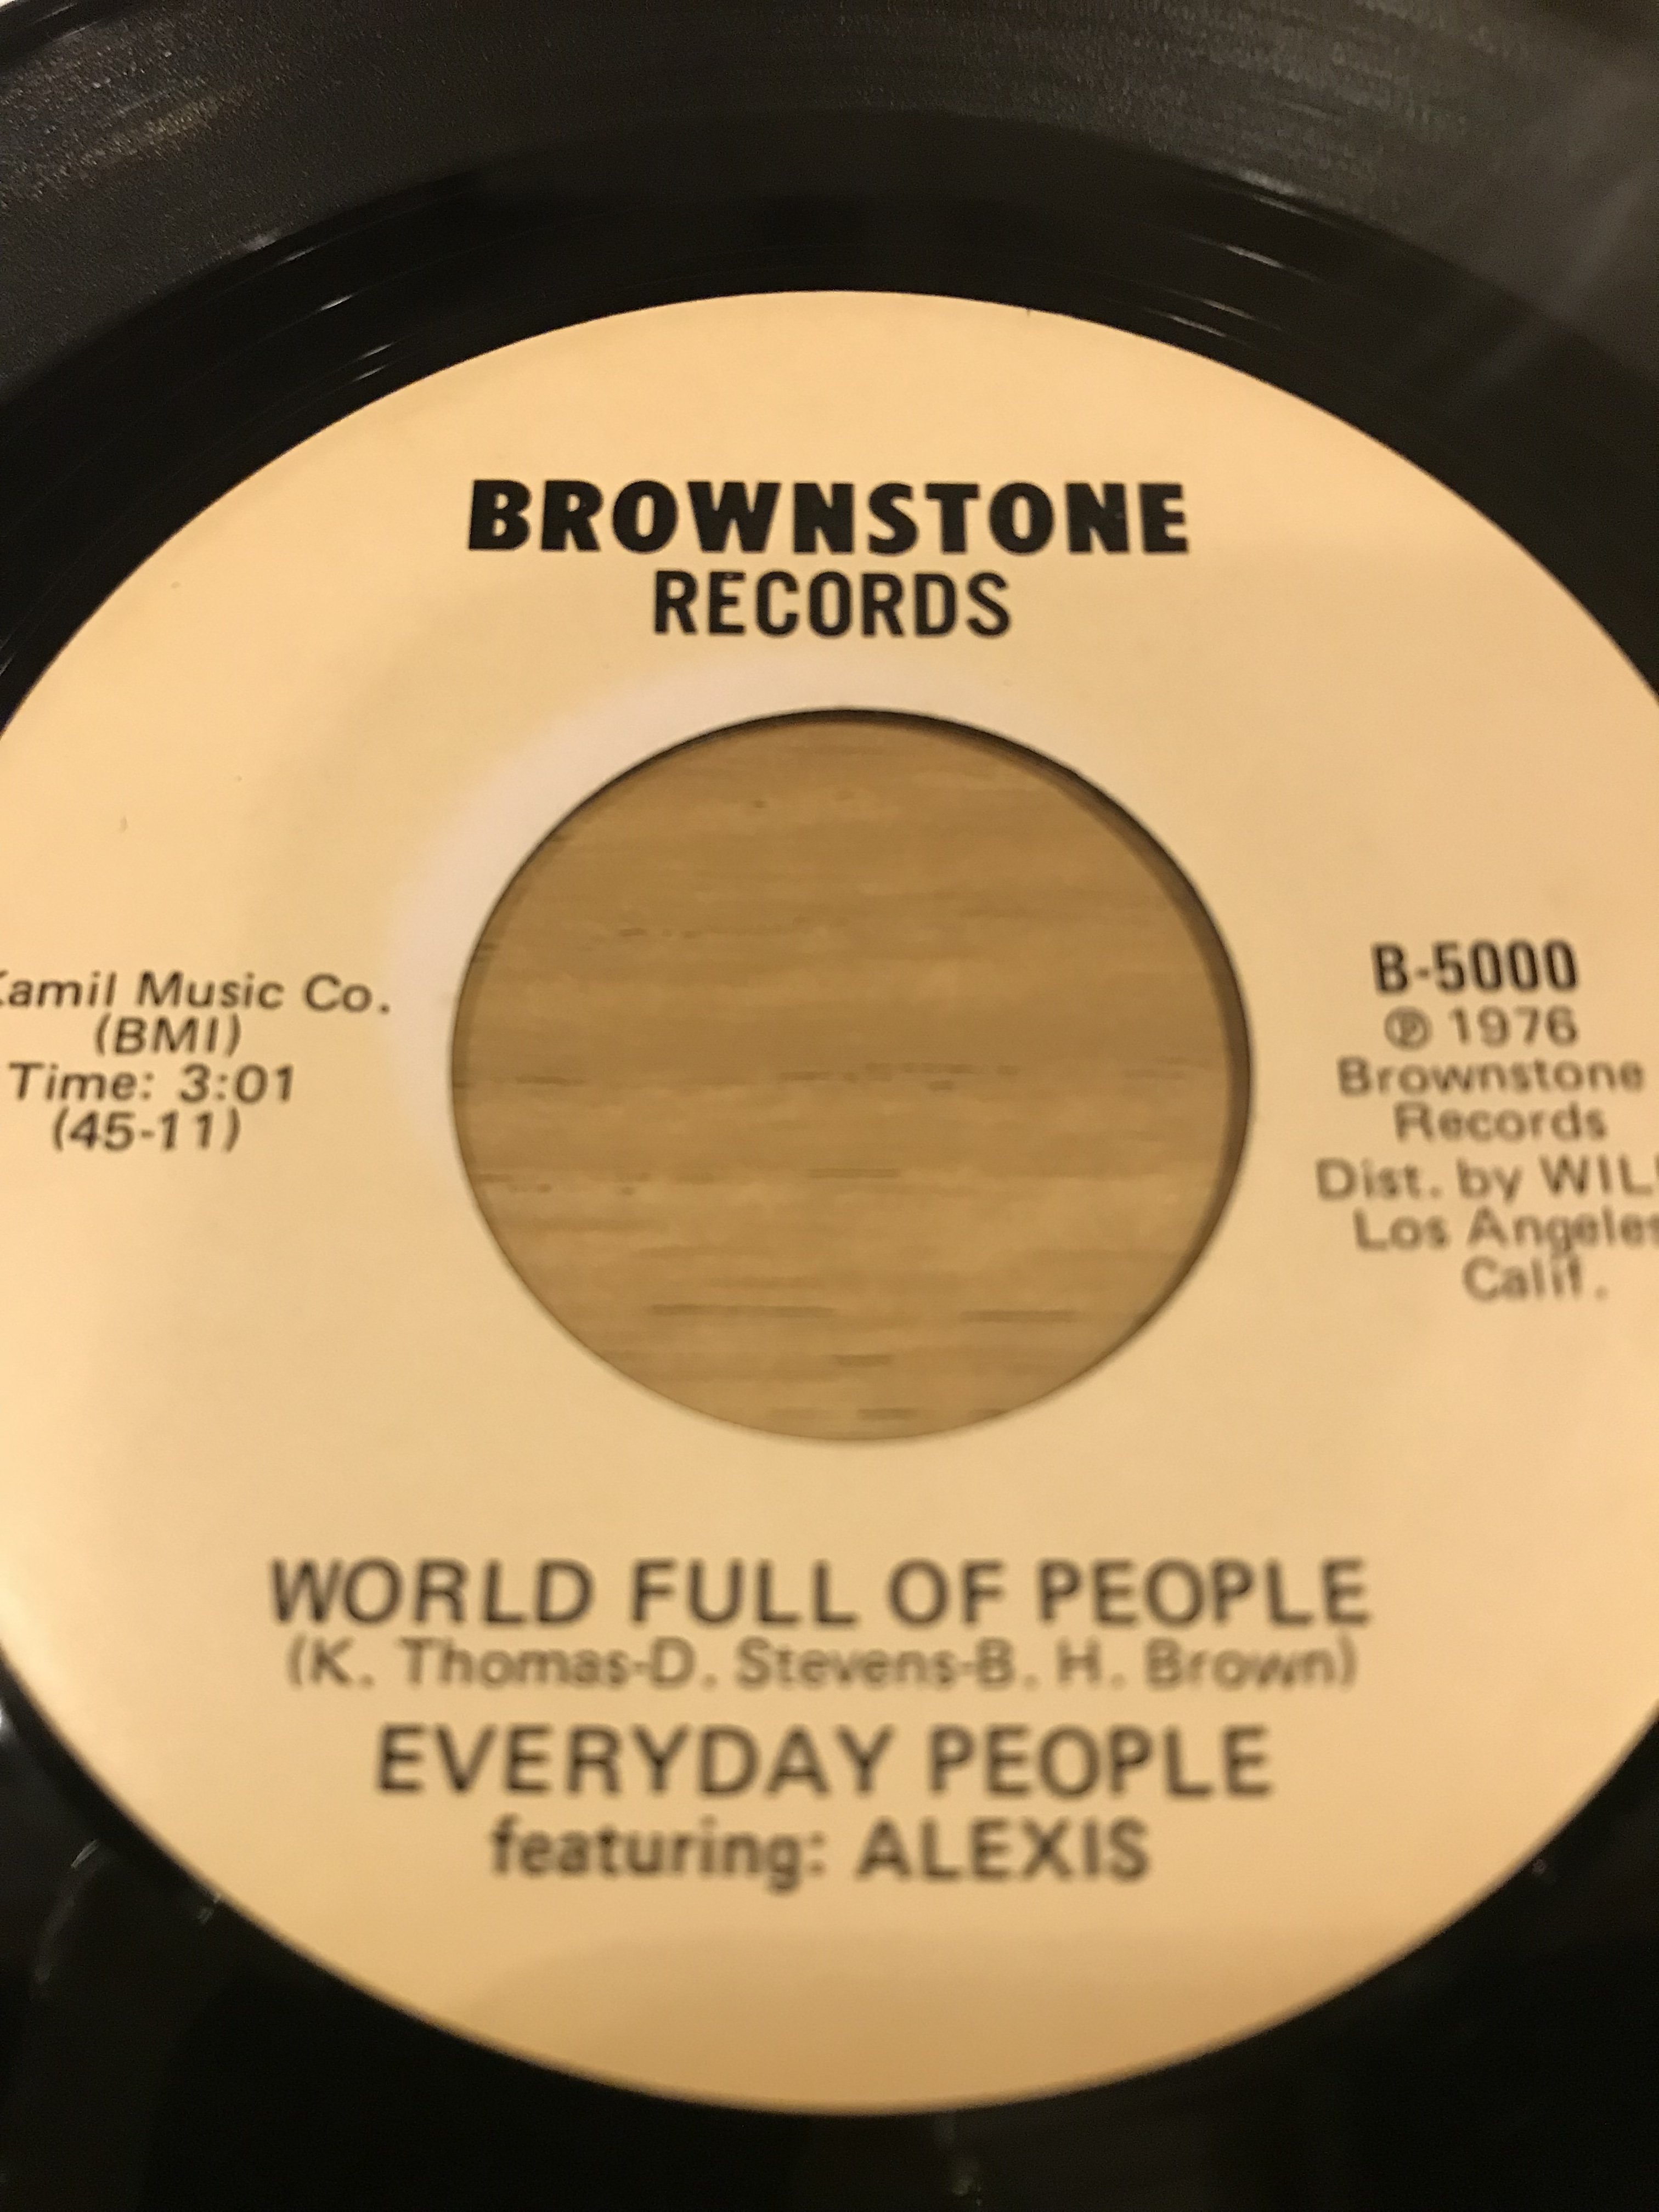 BROWNSTONE
RECORDS
Music Co.
(BMI)
Time: 3:01
(45-11)
B-5000
℗ 1976
Brownstone
Records
Dist. by
Los Angeles
Calif.
WORLD FULL OF PEOPLE
(K. Thomas-D. Stevens-B. H. Brown)
EVERYDAY PEOPLE
featuring: ALEXIS